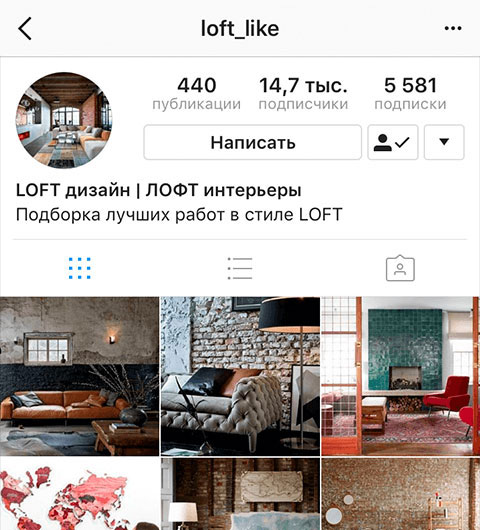 loft_like
440 14,7 тыс. 5 581
публикации подписчики подписки
Написать
LOFT дизайн | ЛОФТ интерьеры
Подборка лучших работ в стиле LOFT